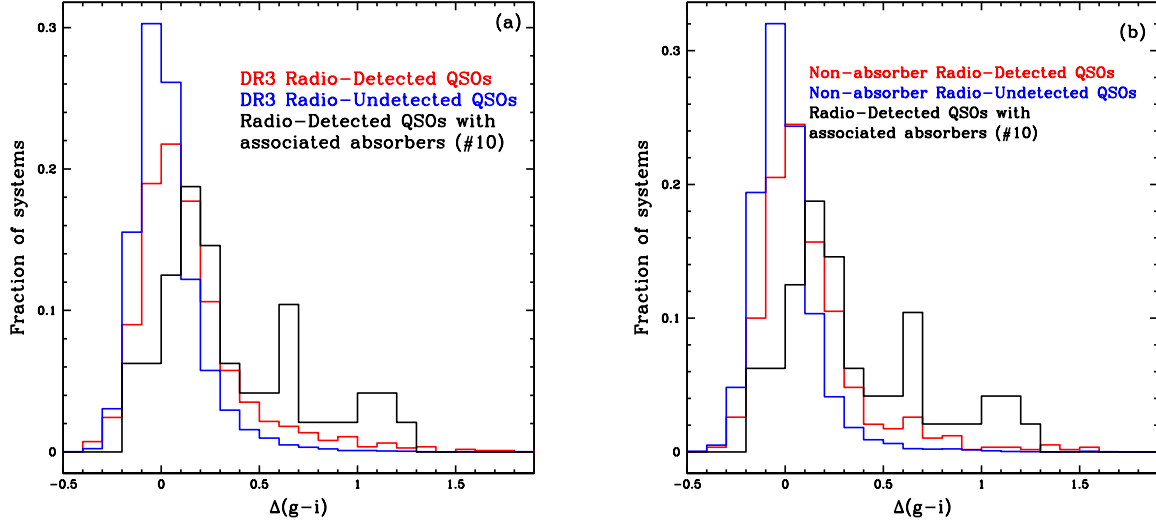 (a)
DR3 Radio-Detected QSOs
DR3 Radio-Undetected QSOs
Radio-Detected QSOs with
associated absorbers (#10)
Fraction of systems
0.3
0.2
0.1
0
-0.5 0 0.5 1 1.5
Δ(g-i)
(b)
Non-absorber Radio-Detected QSOs
Non-absorber Radio-Undetected QSOs
Radio-Detected QSOs with
associated absorbers (#10)
Fraction of systems
0.3
0.2
0.1
0
-0.5 0 0.5 1 1.5
Δ(g-i)